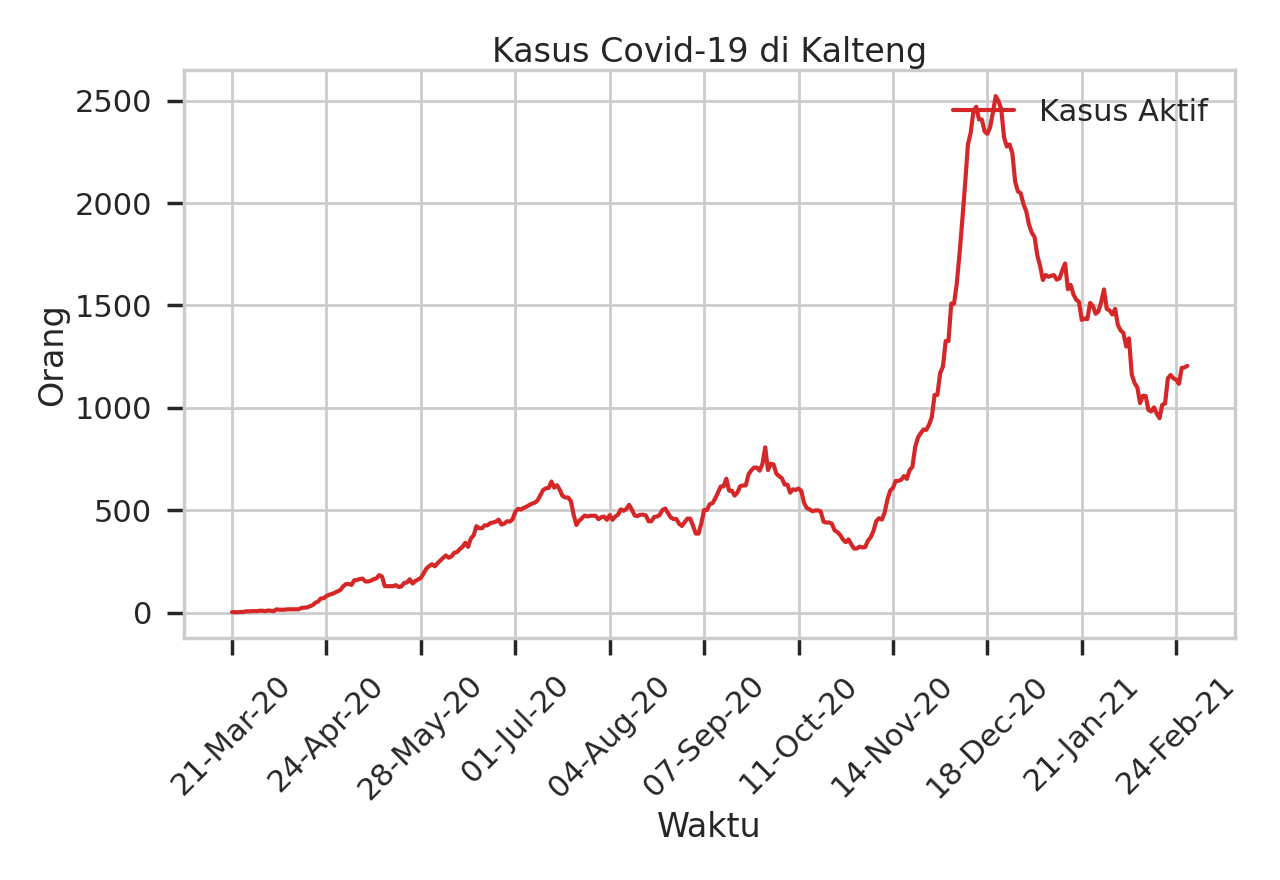 Kasus Covid-19 di Kalteng
Kasus Aktif
Orang
2500
2000
1500
1000
500
0
21-Mar-20
24-Apr-20
28-May-20
01-Jul-20
04-Aug-20
07-Sep-20
11-Oct-20
14-Nov-20
18-Dec-20
21-Jan-21
24-Feb-21
Waktu